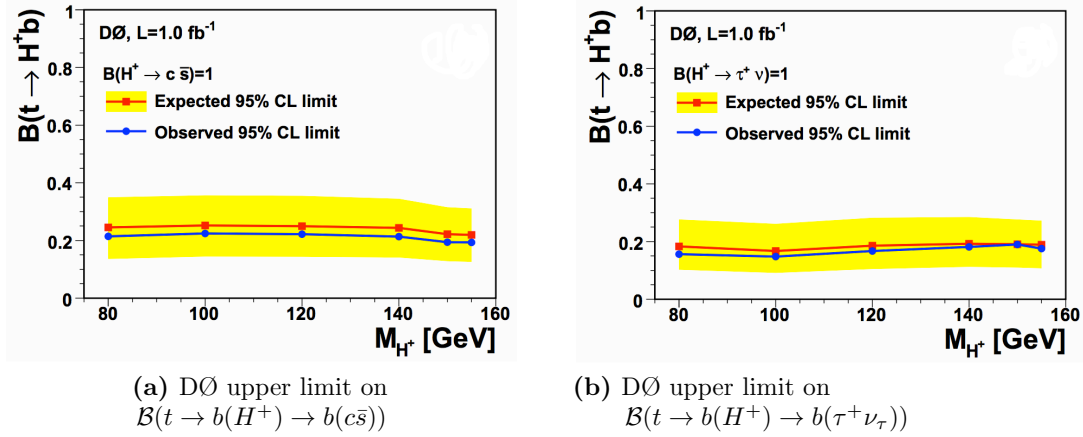 B(t → H⁺b)
1
0.8
0.6
0.4
0.2
0
DØ, L=1.0 fb⁻¹
B(H⁺ → c s̄)=1
Expected 95% CL limit
Observed 95% CL limit
80 100 120 140 160
M_H⁺ [GeV]
(a) DØ upper limit on
B(t → b(H⁺) → b(cs̄))
B(t → H⁺b)
1
0.8
0.6
0.4
0.2
0
DØ, L=1.0 fb⁻¹
B(H⁺ → τ⁺ ν)=1
Expected 95% CL limit
Observed 95% CL limit
80 100 120 140 160
M_H⁺ [GeV]
(b) DØ upper limit on
B(t → b(H⁺) → b(τ⁺ν_τ))